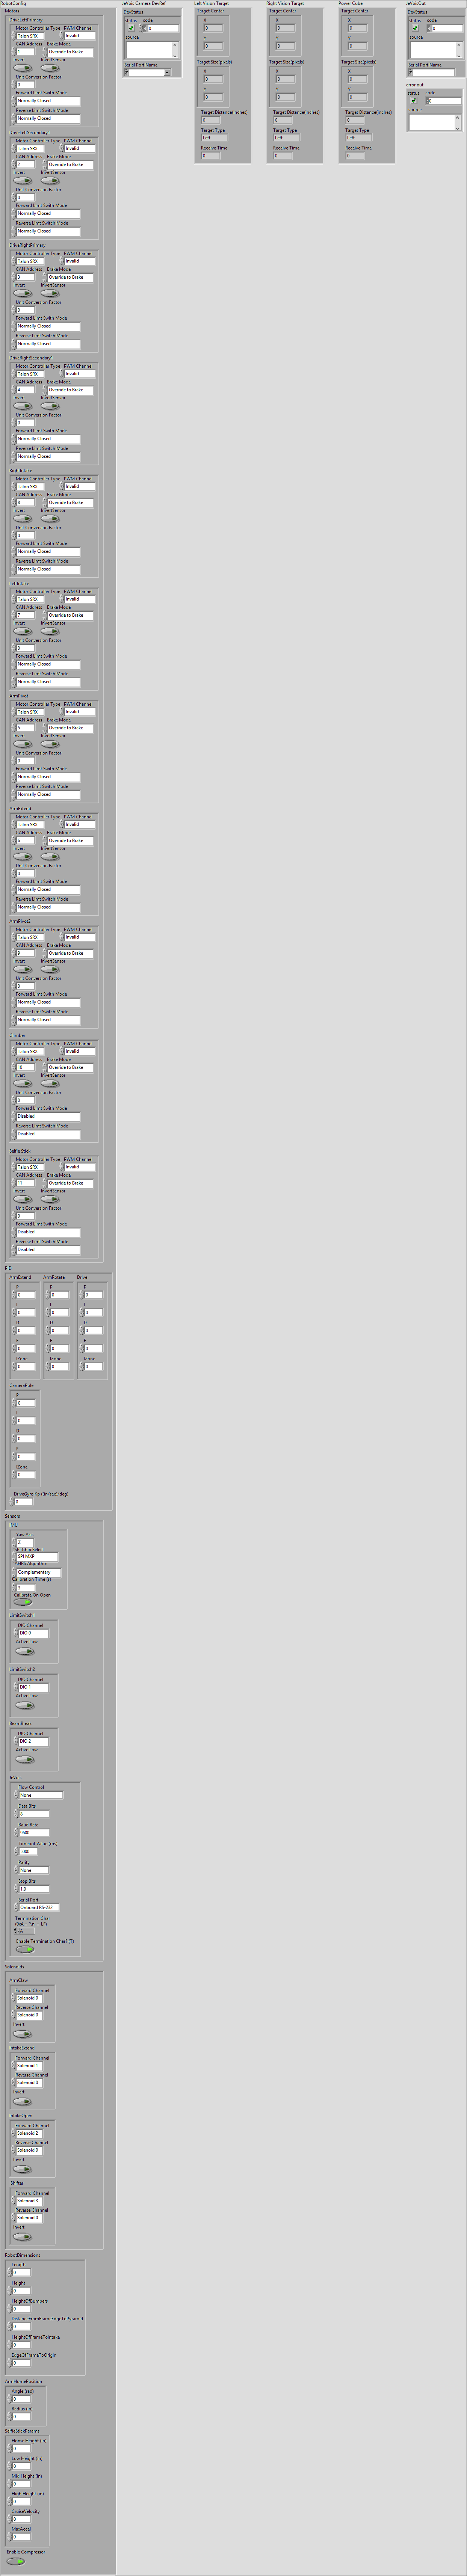 RobotConfig
Motors
DriveLeftPrimary
Motor Controller Type PWM Channel
Talon SRX Invalid
CAN Address Brake Mode
1 Override to Brake
Invert InvertSensor
Unit Conversion Factor
0
Forward Limt Swith Mode
Normally Closed
Reverse Limt Switch Mode
Normally Closed
DriveLeftSecondary1
Motor Controller Type PWM Channel
Talon SRX Invalid
CAN Address Brake Mode
2 Override to Brake
Invert InvertSensor
Unit Conversion Factor
0
Forward Limt Swith Mode
Normally Closed
Reverse Limt Switch Mode
Normally Closed
DriveRightPrimary
Motor Controller Type PWM Channel
Talon SRX Invalid
CAN Address Brake Mode
3 Override to Brake
Invert InvertSensor
Unit Conversion Factor
0
Forward Limt Swith Mode
Normally Closed
Reverse Limt Switch Mode
Normally Closed
DriveRightSecondary1
Motor Controller Type PWM Channel
Talon SRX Invalid
CAN Address Brake Mode
4 Override to Brake
Invert InvertSensor
Unit Conversion Factor
0
Forward Limt Swith Mode
Normally Closed
Reverse Limt Switch Mode
Normally Closed
RightIntake
Motor Controller Type PWM Channel
Talon SRX Invalid
CAN Address Brake Mode
8 Override to Brake
Invert InvertSensor
Unit Conversion Factor
0
Forward Limt Swith Mode
Normally Closed
Reverse Limt Switch Mode
Normally Closed
LeftIntake
Motor Controller Type PWM Channel
Talon SRX Invalid
CAN Address Brake Mode
7 Override to Brake
Invert InvertSensor
Unit Conversion Factor
0
Forward Limt Swith Mode
Normally Closed
Reverse Limt Switch Mode
Normally Closed
ArmPivot
Motor Controller Type PWM Channel
Talon SRX Invalid
CAN Address Brake Mode
5 Override to Brake
Invert InvertSensor
Unit Conversion Factor
0
Forward Limt Swith Mode
Normally Closed
Reverse Limt Switch Mode
Normally Closed
ArmExtend
Motor Controller Type PWM Channel
Talon SRX Invalid
CAN Address Brake Mode
6 Override to Brake
Invert InvertSensor
Unit Conversion Factor
0
Forward Limt Swith Mode
Normally Closed
Reverse Limt Switch Mode
Normally Closed
ArmPivot2
Motor Controller Type PWM Channel
Talon SRX Invalid
CAN Address Brake Mode
9 Override to Brake
Invert InvertSensor
Unit Conversion Factor
0
Forward Limt Swith Mode
Normally Closed
Reverse Limt Switch Mode
Normally Closed
Climber
Motor Controller Type PWM Channel
Talon SRX Invalid
CAN Address Brake Mode
10 Override to Brake
Invert InvertSensor
Unit Conversion Factor
0
Forward Limt Swith Mode
Disabled
Reverse Limt Switch Mode
Disabled
Selfie Stick
Motor Controller Type PWM Channel
Talon SRX Invalid
CAN Address Brake Mode
11 Override to Brake
Invert InvertSensor
Unit Conversion Factor
0
Forward Limt Swith Mode
Disabled
Reverse Limt Switch Mode
Disabled
PID
ArmExtend ArmRotate Drive
P P P
0 0 0
I I I
0 0 0
D D D
0 0 0
F F F
0 0 0
IZone IZone IZone
0 0 0
CameraPole
P
0
I
0
D
0
F
0
IZone
0
DriveGyro Kp ((in/sec)/deg)
0
Sensors
IMU
Yaw Axis
Z
SPI Chip Select
SPI MXP
AHRS Algorithm
Complementary
Calibration Time (s)
3
Calibrate On Open
LimitSwitch1
DIO Channel
DIO 0
Active Low
LimitSwitch2
DIO Channel
DIO 1
Active Low
BeamBreak
DIO Channel
DIO 2
Active Low
JeVois
Flow Control
None
Data Bits
8
Baud Rate
9600
Timeout Value (ms)
5000
Parity
None
Stop Bits
1.0
Serial Port
Onboard RS-232
Termination Char
(0xA = '\n' = LF)
xA
Enable Termination Char? (T)
Solenoids
ArmClaw
Forward Channel
Solenoid 0
Reverse Channel
Solenoid 0
Invert
IntakeExtend
Forward Channel
Solenoid 1
Reverse Channel
Solenoid 0
Invert
IntakeOpen
Forward Channel
Solenoid 2
Reverse Channel
Solenoid 0
Invert
Shifter
Forward Channel
Solenoid 3
Reverse Channel
Solenoid 0
Invert
RobotDimensions
Length
0
Height
0
HeightOfBumpers
0
DistanceFromFrameEdgeToPyramid
0
HeightOfFrameToIntake
0
EdgeOfFrameToOrigin
0
ArmHomePosition
Angle (rad)
0
Radius (in)
0
SelfieStickParams
Home Height (in)
0
Low Height (in)
0
Mid Height (in)
0
High Height (in)
0
CruiseVelocity
0
MaxAccel
0
Enable Compressor
JeVois Camera DevRef
DevStatus
status code
0
source
Serial Port Name
Left Vision Target
Target Center
X
0
Y
0
Target Size(pixels)
X
0
Y
0
Target Distance(inches)
0
Target Type
Left
Receive Time
0
Right Vision Target
Target Center
X
0
Y
0
Target Size(pixels)
X
0
Y
0
Target Distance(inches)
0
Target Type
Left
Receive Time
0
Power Cube
Target Center
X
0
Y
0
Target Size(pixels)
X
0
Y
0
Target Distance(inches)
0
Target Type
Left
Receive Time
0
JeVoisOut
DevStatus
status code
0
source
Serial Port Name
error out
status code
0
source